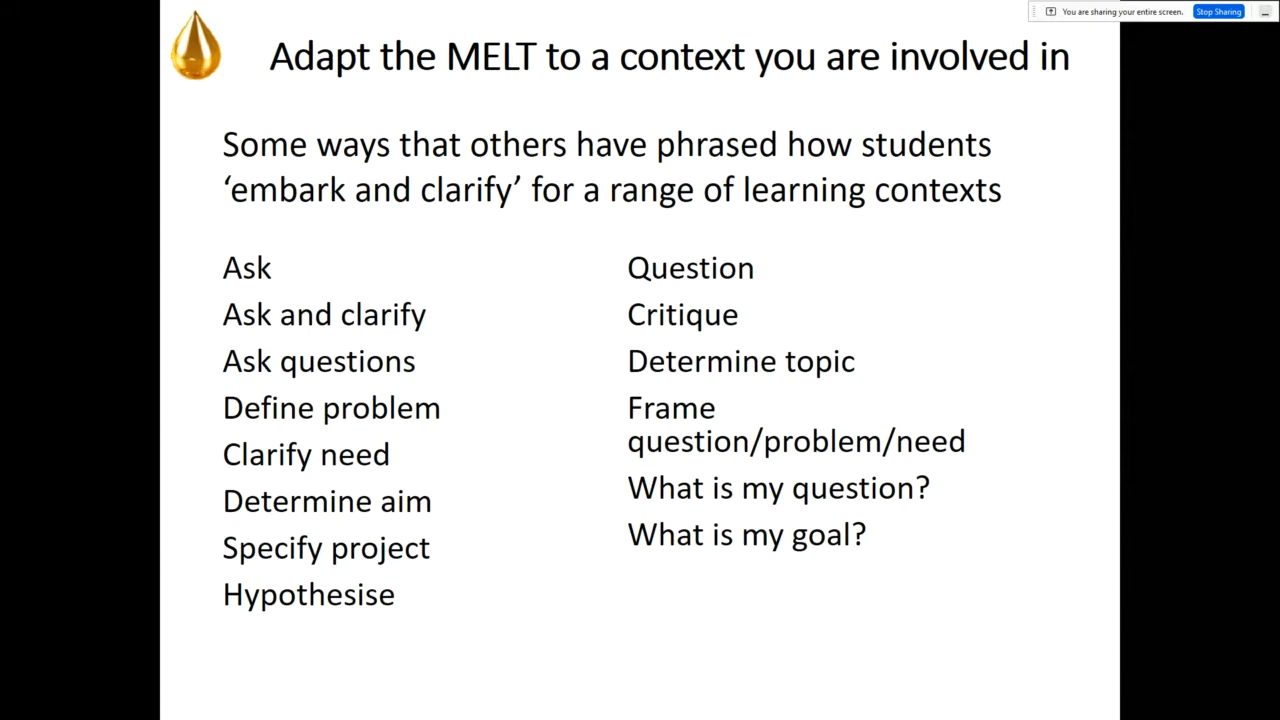 You are sharing your entire screen.
Stop Sharing
Adapt the MELT to a context you are involved in
Some ways that others have phrased how students
‘embark and clarify’ for a range of learning contexts
Ask
Ask and clarify
Ask questions
Define problem
Clarify need
Determine aim
Specify project
Hypothesise
Question
Critique
Determine topic
Frame
question/problem/need
What is my question?
What is my goal?